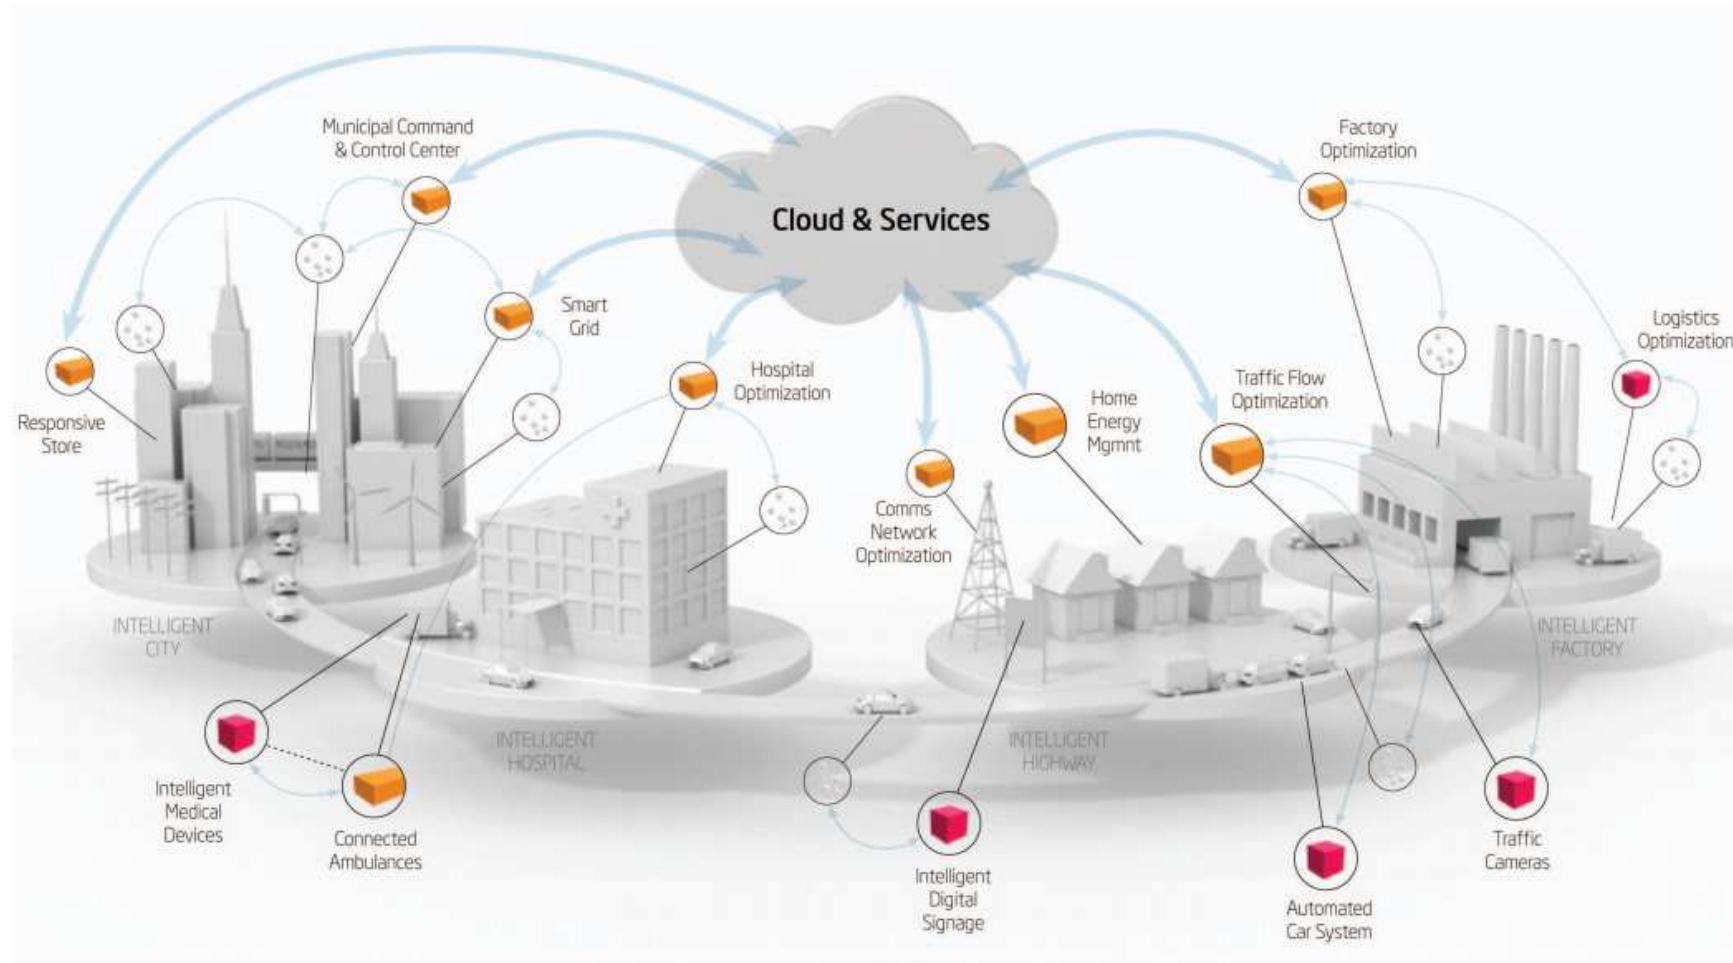 Municipal Command
& Control Center
Factory
Optimization
Cloud & Services
Smart
Grid
Logistics
Optimization
Hospital
Optimization
Traffic Flow
Optimization
Home
Energy
Mgmnt
Responsive
Store
Comms
Network
Optimization
INTELLIGENT
CITY
INTELLIGENT
FACTORY
INTELLIGENT
HOSPITAL
INTELLIGENT
HIGHWAY
Intelligent
Medical
Devices
Connected
Ambulances
Intelligent
Digital
Signage
Traffic
Cameras
Automated
Car System